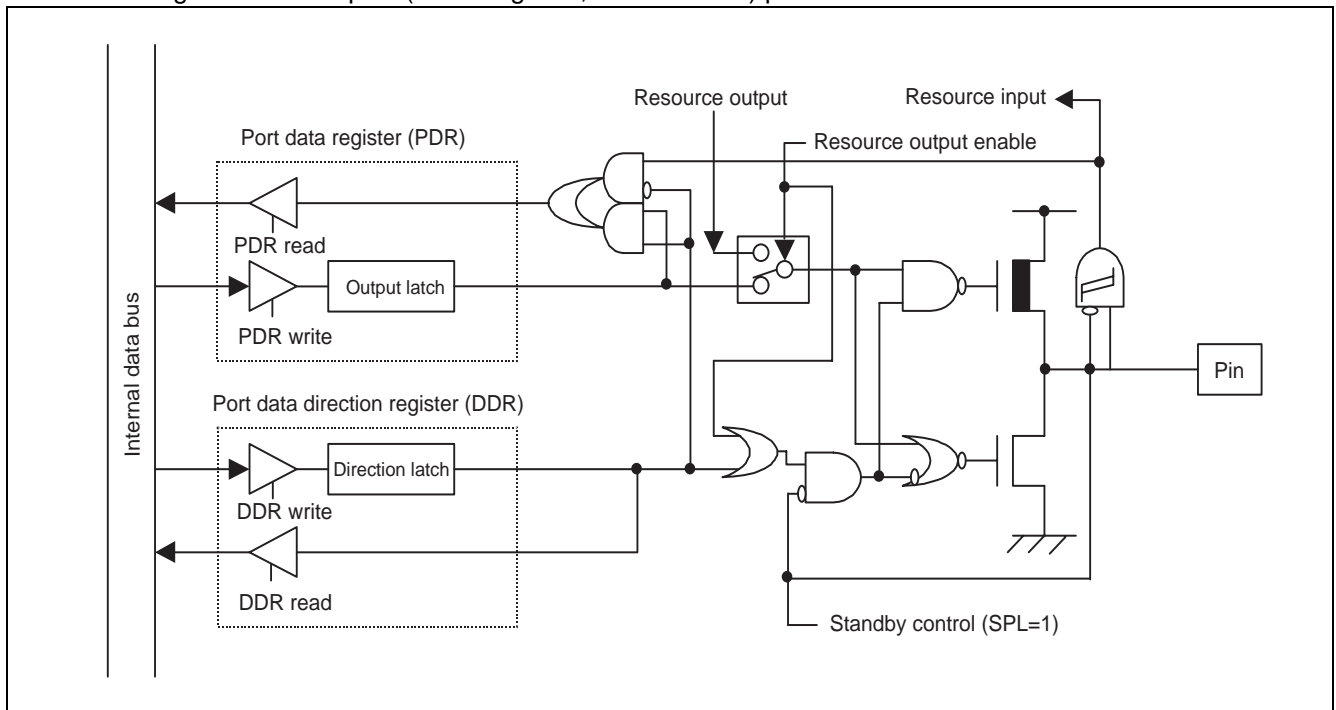 Resource output
Resource input
Port data register (PDR)
Resource output enable
PDR read
Output latch
PDR write
Internal data bus
Pin
Port data direction register (DDR)
Direction latch
DDR write
DDR read
Standby control (SPL=1)